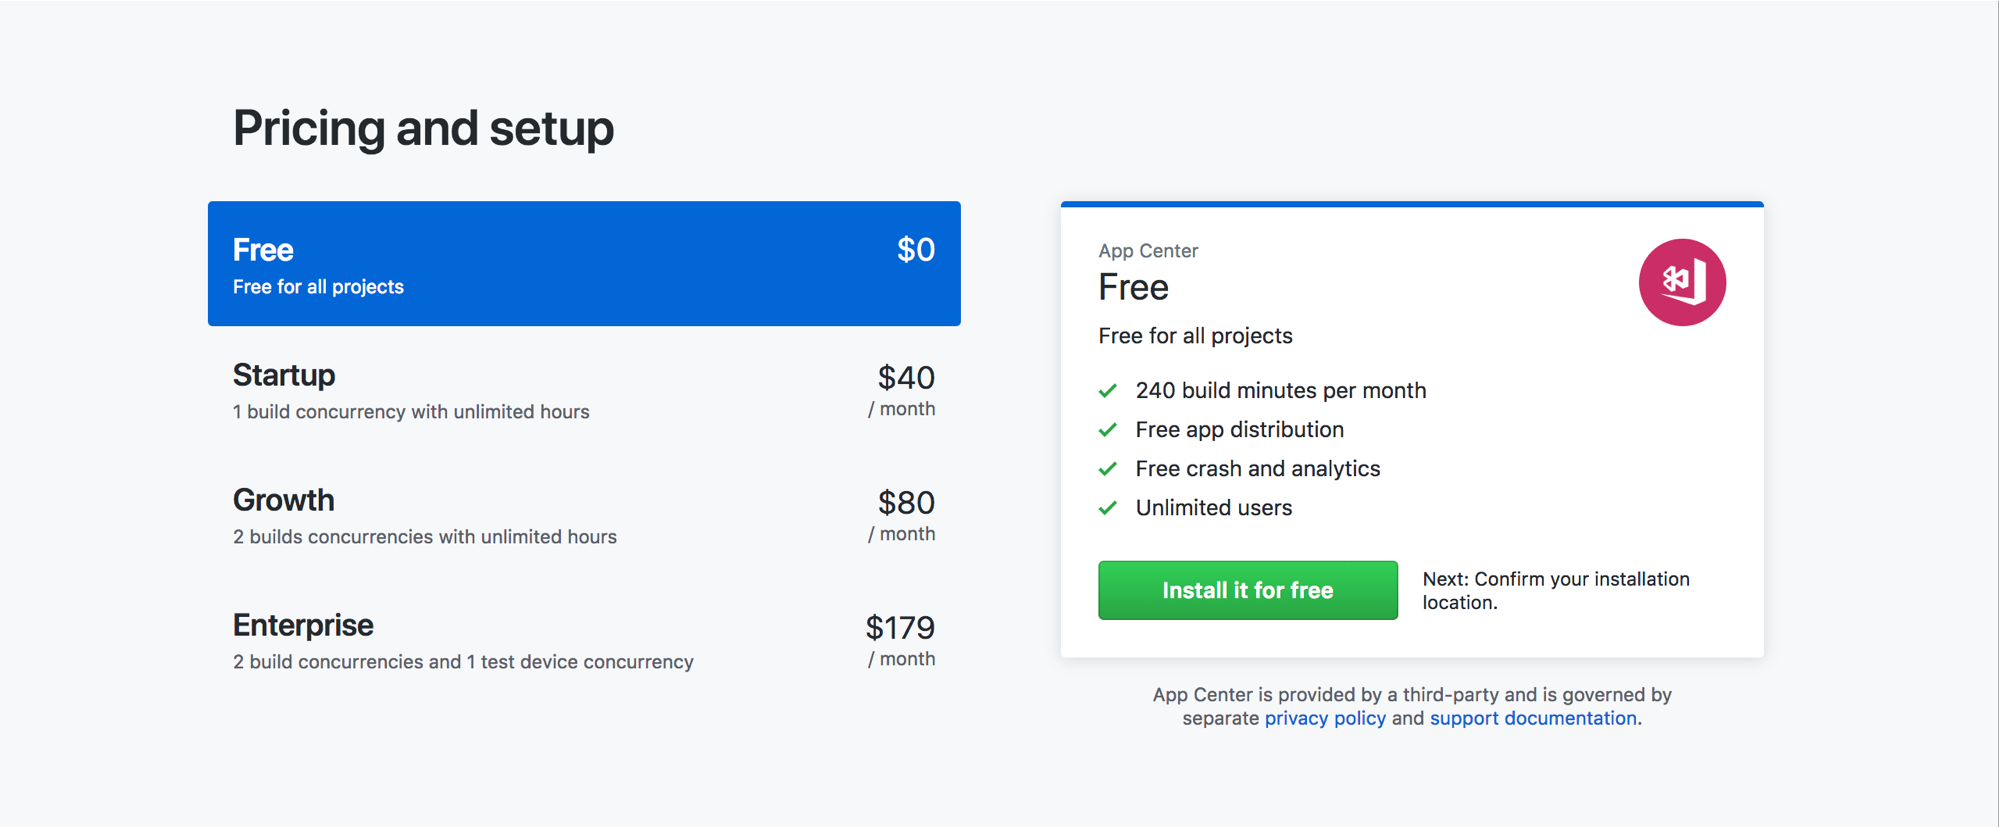 Pricing and setup
Free
$0
Free for all projects
Startup
$40
1 build concurrency with unlimited hours
/ month
Growth
$80
2 builds concurrencies with unlimited hours
/ month
Enterprise
$179
2 build concurrencies and 1 test device concurrency
/ month
App Center
Free
Free for all projects
240 build minutes per month
Free app distribution
Free crash and analytics
Unlimited users
Install it for free
Next: Confirm your installation
location.
App Center is provided by a third-party and is governed by
separate privacy policy and support documentation.